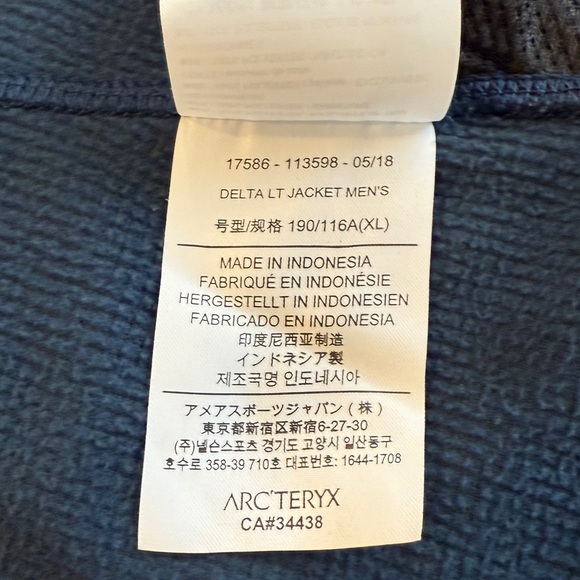 17586 - 113598 - 05/18
DELTA LT JACKET MEN'S
号型/规格 190/116A(XL)
MADE IN INDONESIA
FABRIQUÉ EN INDONÉSIE
HERGESTELLT IN INDONESIEN
FABRICADO EN INDONESIA
印度尼西亚制造
インドネシア製
제조국명 인도네시아
アメアスポーツジャパン(株)
東京都新宿区新宿6-27-30
(주)넬슨스포츠 경기도 고양시 일산동구
호수로 358-39 710호 대표번호: 1644-1708
ARC'TERYX
CA#34438